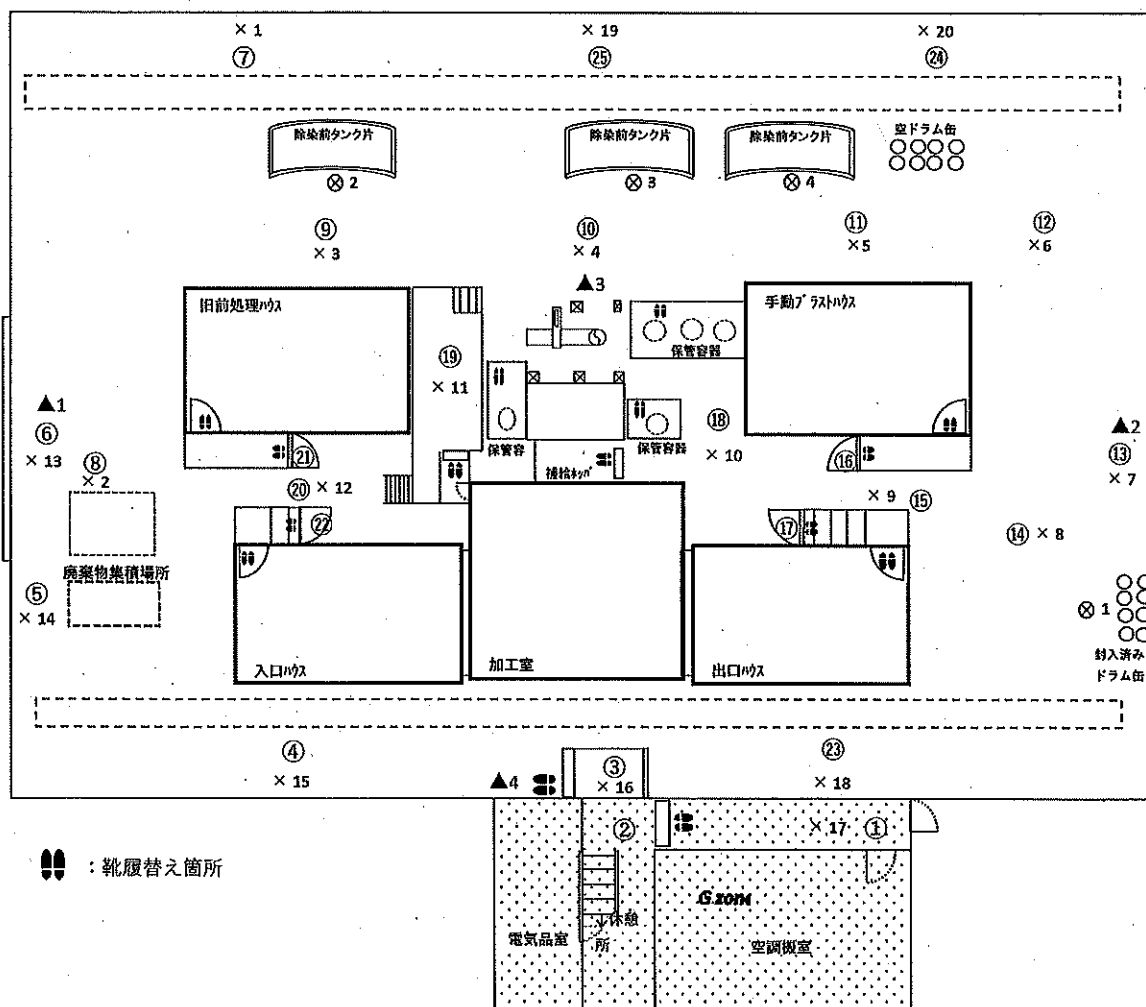 × 1
× 19
× 20
⑦
㉕
㉔
除染前タンク片
除染前タンク片
除染前タンク片
空ドラム缶
⊗ 2
⊗ 3
⊗ 4
⑨
⑩
⑪
⑫
× 3
× 4
× 5
× 6
▲3
旧前処理ハウス
手動ブラストハウス
保管容器
⑲
× 11
▲1
⑥
× 13
⑱
▲2
⑬
× 7
保管容
保管容器
× 10
⑧
× 2
㉑
⑯
補給ホッパ
⑳
× 12
× 9
⑮
㉒
⑰
⑭ × 8
廃棄物集積場所
⑤
× 14
⊗ 1
封入済み
ドラム缶
入口ハウス
加工室
出口ハウス
④
× 15
㉓
× 18
▲4
③
× 16
②
× 17
①
:靴履替え箇所
G.zone
休憩
所
電気品室
空調機室